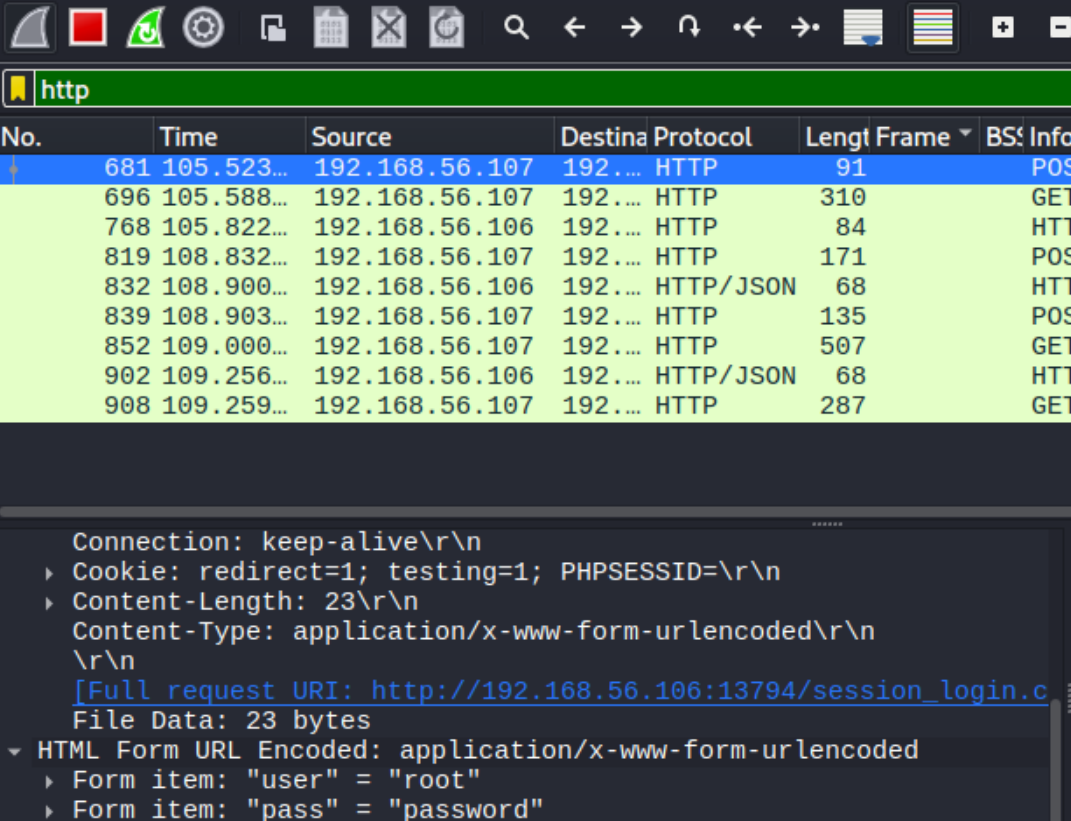 http
No. Time Source Destina Protocol Lengt Frame BSS Info
681 105.523… 192.168.56.107 192.… HTTP 91 POS
696 105.588… 192.168.56.107 192.… HTTP 310 GET
768 105.822… 192.168.56.106 192.… HTTP 84 HTT
819 108.832… 192.168.56.107 192.… HTTP 171 POS
832 108.900… 192.168.56.106 192.… HTTP/JSON 68 HTT
839 108.903… 192.168.56.107 192.… HTTP 135 POS
852 109.000… 192.168.56.107 192.… HTTP 507 GET
902 109.256… 192.168.56.106 192.… HTTP/JSON 68 HTT
908 109.259… 192.168.56.107 192.… HTTP 287 GET
Connection: keep-alive\r\n
Cookie: redirect=1; testing=1; PHPSESSID=\r\n
Content-Length: 23\r\n
Content-Type: application/x-www-form-urlencoded\r\n
\r\n
[Full request URI: http://192.168.56.106:13794/session_login.c
File Data: 23 bytes
HTML Form URL Encoded: application/x-www-form-urlencoded
Form item: "user" = "root"
Form item: "pass" = "password"